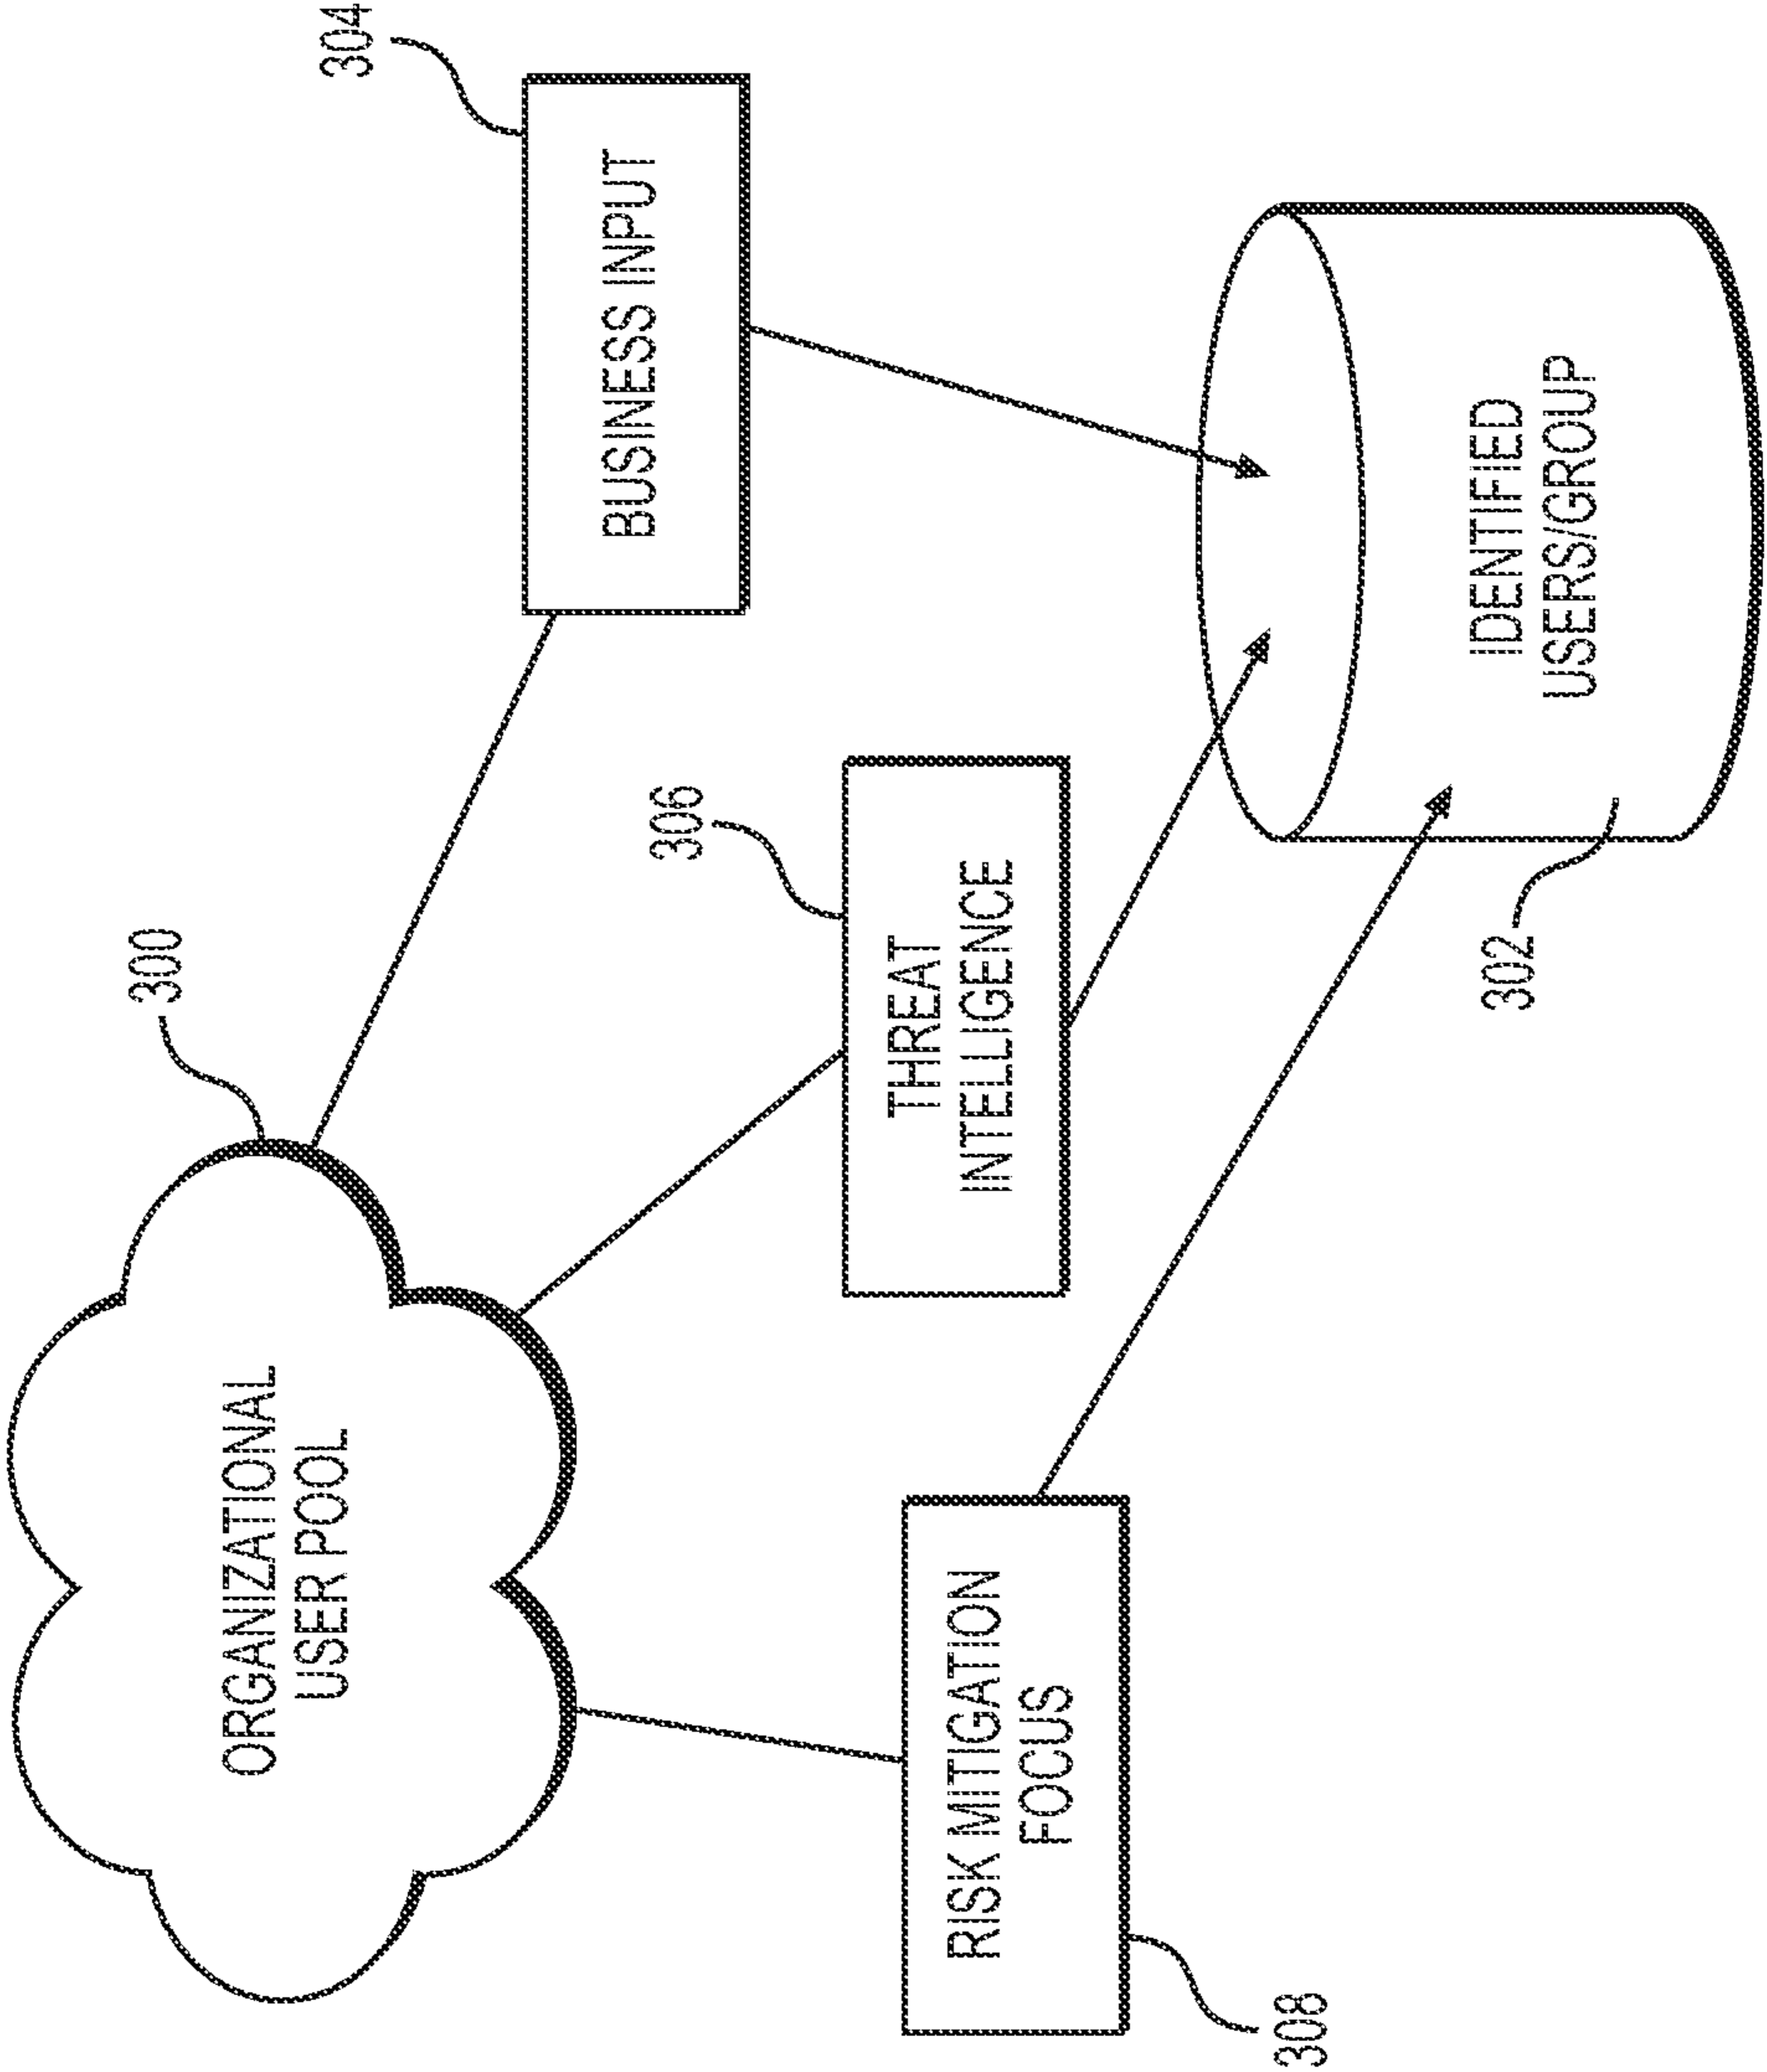 300
ORGANIZATIONAL
USER POOL
304
BUSINESS INPUT
306
THREAT
INTELLIGENCE
RISK MITIGATION
FOCUS
308
IDENTIFIED
USERS/GROUP
302